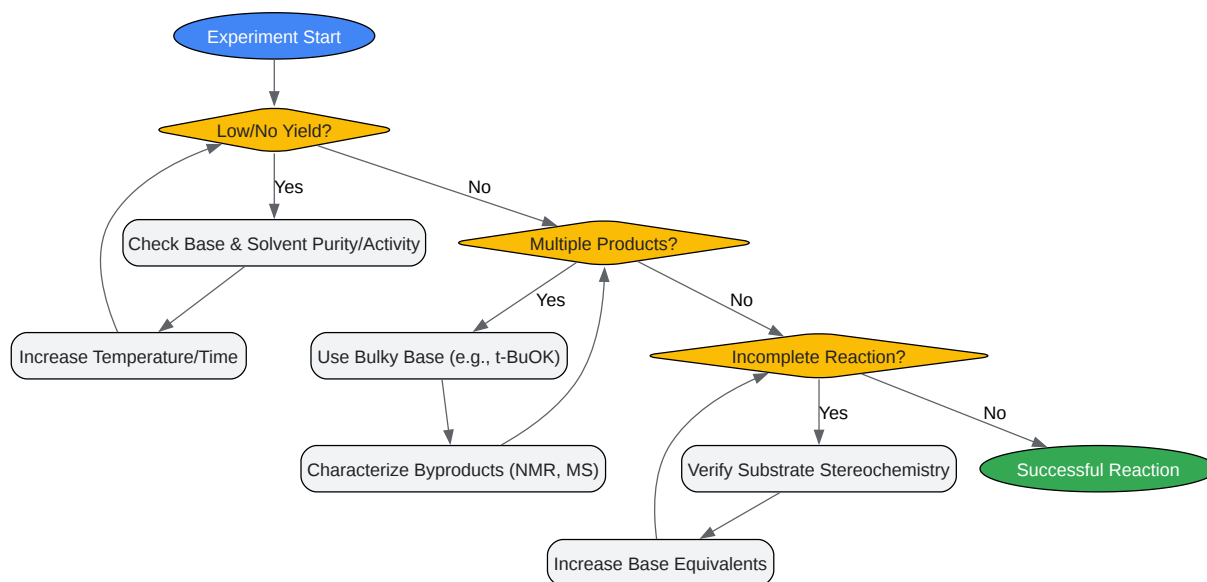 Experiment Start
Low/No Yield?
Yes
No
Check Base & Solvent Purity/Activity
Multiple Products?
Increase Temperature/Time
Yes
No
Use Bulky Base (e.g., t-BuOK)
Incomplete Reaction?
Characterize Byproducts (NMR, MS)
Yes
No
Verify Substrate Stereochemistry
Successful Reaction
Increase Base Equivalents